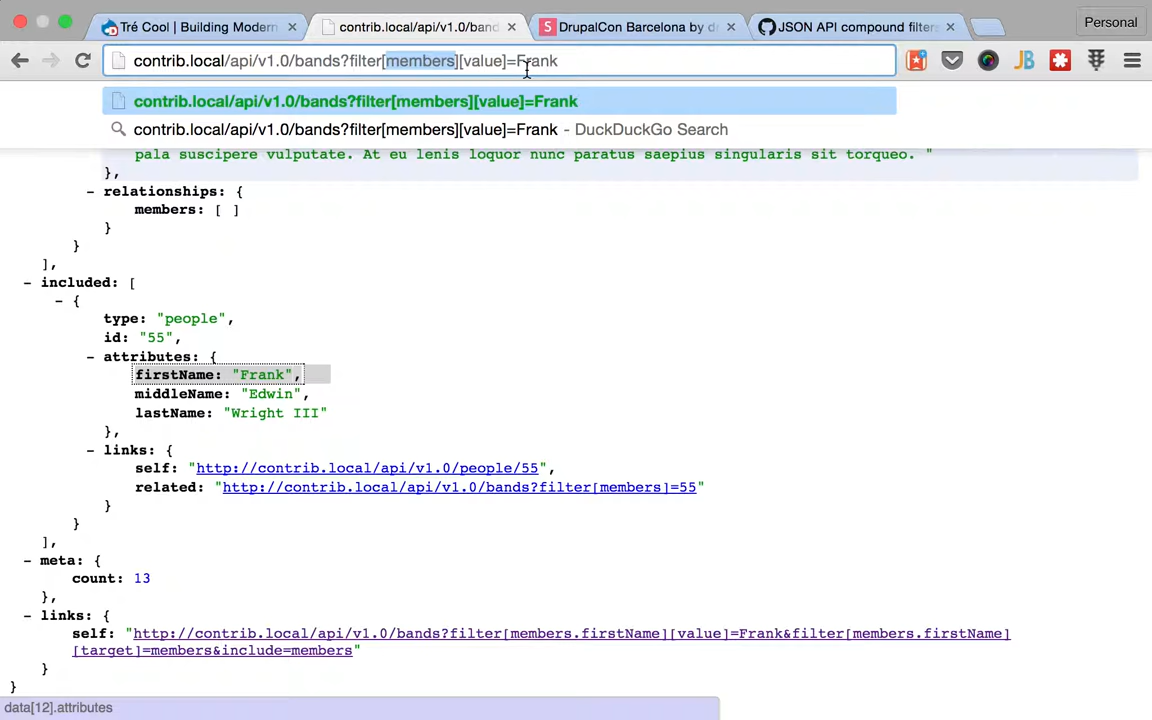 Tré Cool | Building Modern
contrib.local/api/v1.0/band
DrupalCon Barcelona by dr
JSON API compound filters
Personal
contrib.local/api/v1.0/bands?filter[members][value]=Frank
contrib.local/api/v1.0/bands?filter[members][value]=Frank
contrib.local/api/v1.0/bands?filter[members][value]=Frank - DuckDuckGo Search
pala suscipere vulputate. At eu lenis loquor nunc paratus saepius singularis sit torqueo. "
},
- relationships: {
members: [ ]
}
}
],
- included: [
- {
type: "people",
id: "55",
- attributes: {
firstName: "Frank",
middleName: "Edwin",
lastName: "Wright III"
},
- links: {
self: "http://contrib.local/api/v1.0/people/55",
related: "http://contrib.local/api/v1.0/bands?filter[members]=55"
}
}
],
- meta: {
count: 13
},
- links: {
self: "http://contrib.local/api/v1.0/bands?filter[members.firstName][value]=Frank&filter[members.firstName]
[target]=members&include=members"
}
}
data[12].attributes